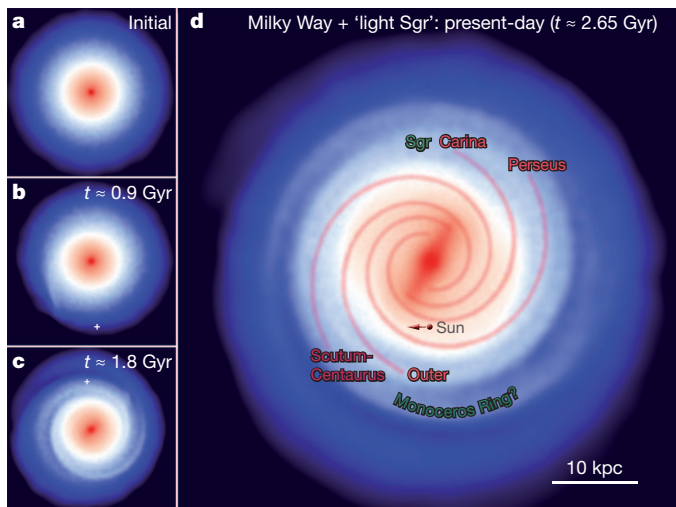 a Initial
b t ≈ 0.9 Gyr
+
c t ≈ 1.8 Gyr
+
d Milky Way + ‘light Sgr’: present-day (t ≈ 2.65 Gyr)
Sgr Carina
Perseus
Sun
Scutum-
Centaurus
Outer
Monoceros Ring?
10 kpc